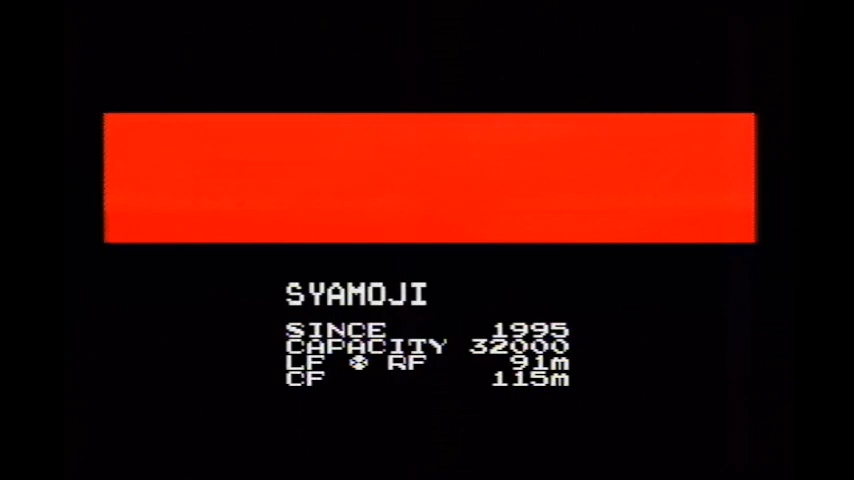 SYAMOJI
SINCE 1995
CAPACITY 32000
LF RF 91m
CF 115m